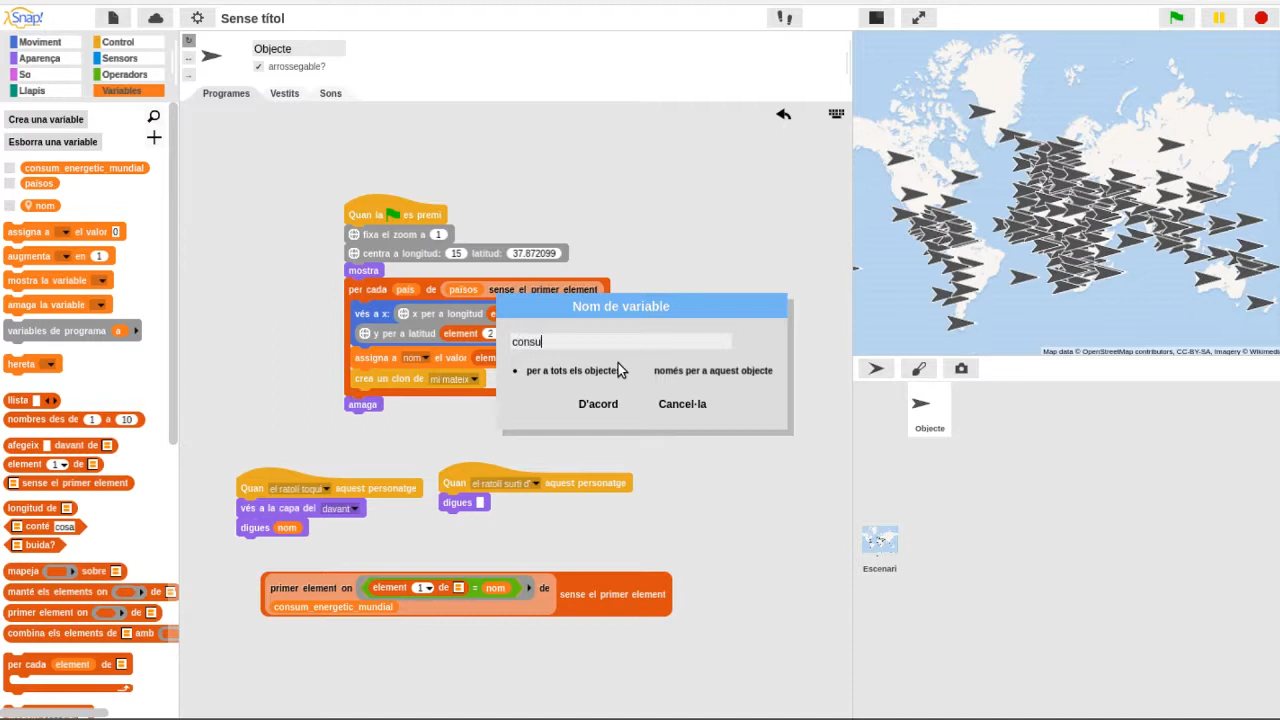 Snap!
Sense títol
Moviment
Control
Aparença
Sensors
So
Operadors
Llapis
Variables
Crea una variable
Esborra una variable
consum_energetic_mundial
països
nom
assigna a el valor 0
augmenta en 1
mostra la variable
amaga la variable
variables de programa a
hereta
llista
nombres des de 1 a 10
afegeix davant de
element 1 de
sense el primer element
longitud de
conté cosa
buida?
mapeja sobre
manté els elements on de
primer element on de
combina els elements de amb
per cada element de
Objecte
arrossegable?
Programes
Vestits
Sons
Quan la es premi
fixa el zoom a 1
centra a longitud: 15 latitud: 37.872099
mostra
per cada país de països sense el primer element
vés a x: x per a longitud
y per a latitud element 2
assigna a nom el valor
crea un clon de mi mateix
amaga
Nom de variable
consu
per a tots els objecte
només per a aquest objecte
D'acord
Cancel·la
Quan el ratolí toqui aquest personatge
vés a la capa del davant
digues nom
Quan el ratolí surti d' aquest personatge
digues
primer element on element 1 de = nom de
consum_energetic_mundial
sense el primer element
Map data © OpenStreetMap contributors, CC-BY-SA, Imagery © Wikimedi
Objecte
Escenari